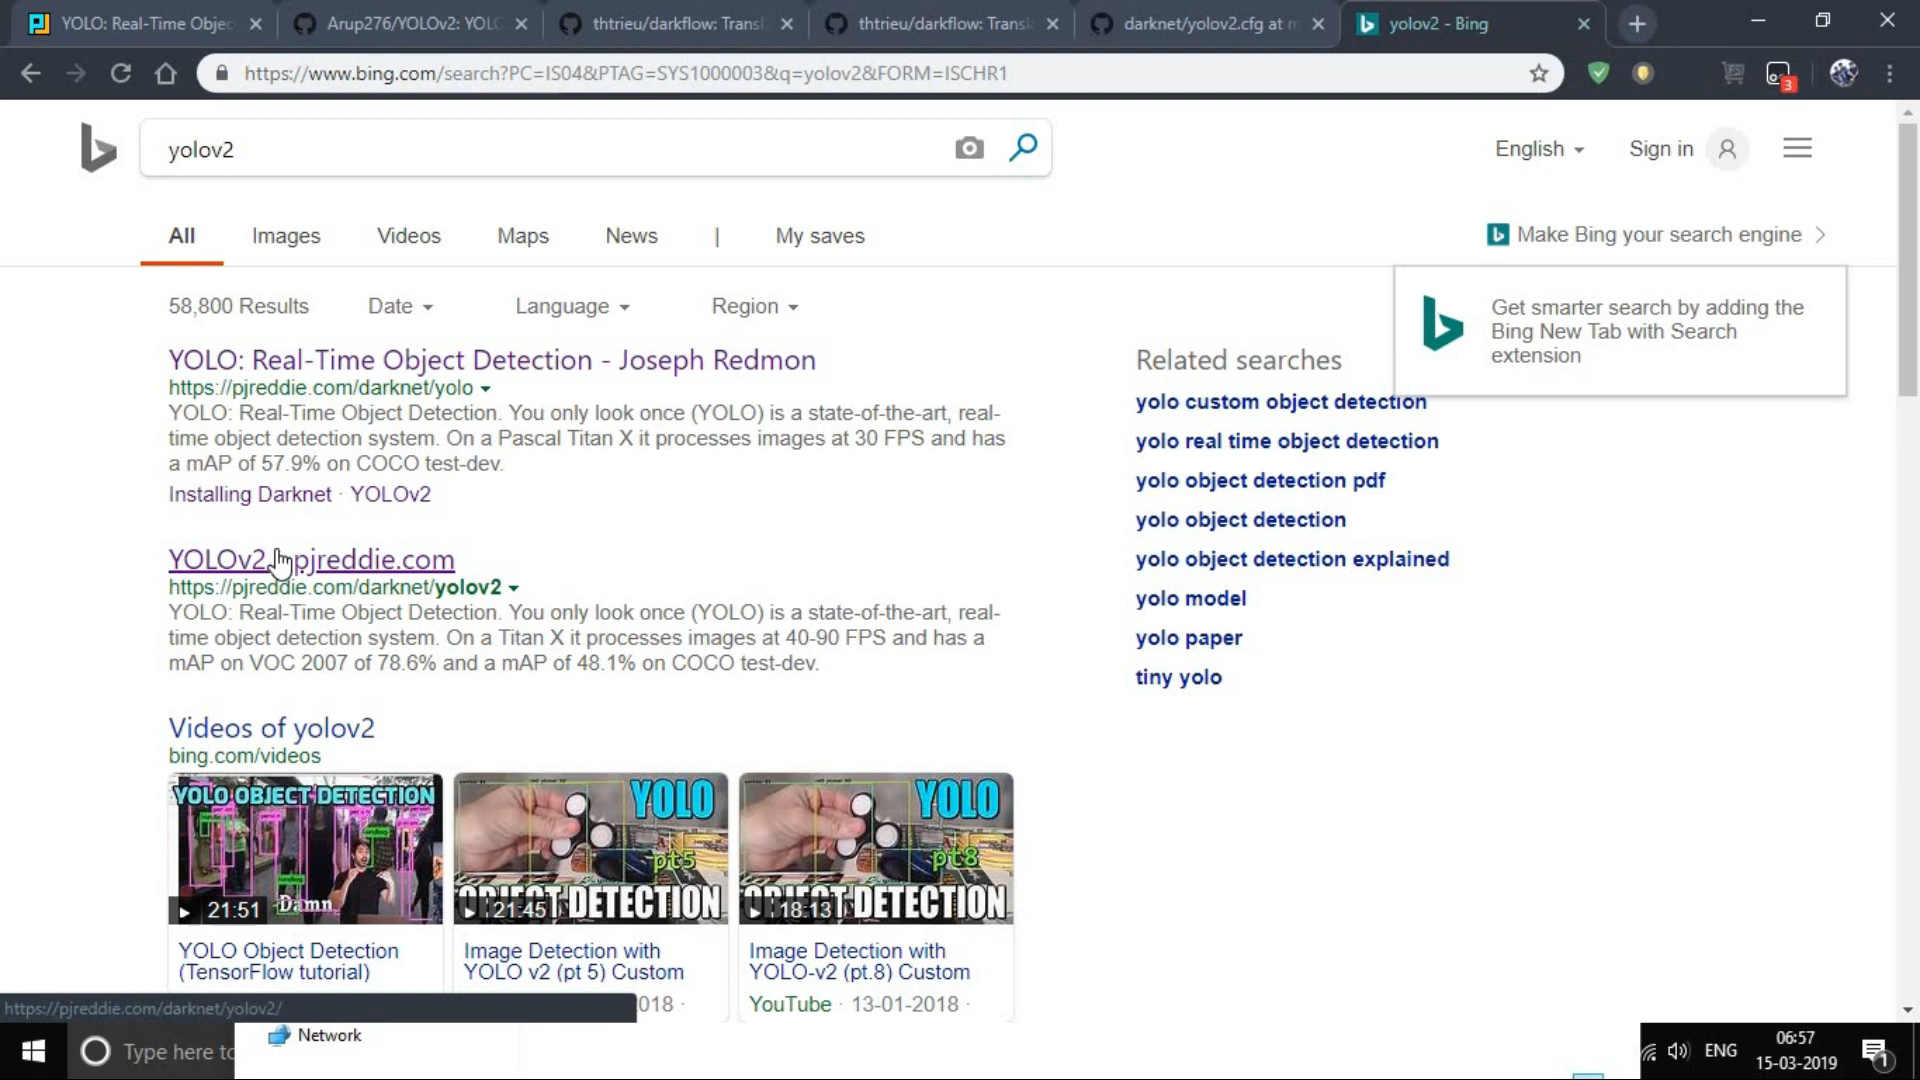 YOLO: Real-Time Objec
Arup276/YOLOv2: YOLO
thtrieu/darkflow: Transl
thtrieu/darkflow: Transl
darknet/yolov2.cfg at m
yolov2 - Bing
https://www.bing.com/search?PC=IS04&PTAG=SYS1000003&q=yolov2&FORM=ISCHR1
3
yolov2
English
Sign in
All
Images
Videos
Maps
News
|
My saves
Make Bing your search engine
58,800 Results
Date
Language
Region
Get smarter search by adding the
Bing New Tab with Search
extension
YOLO: Real-Time Object Detection - Joseph Redmon
https://pjreddie.com/darknet/yolo
YOLO: Real-Time Object Detection. You only look once (YOLO) is a state-of-the-art, real-
time object detection system. On a Pascal Titan X it processes images at 30 FPS and has
a mAP of 57.9% on COCO test-dev.
Installing Darknet · YOLOv2
YOLOv2 pjreddie.com
https://pjreddie.com/darknet/yolov2
YOLO: Real-Time Object Detection. You only look once (YOLO) is a state-of-the-art, real-
time object detection system. On a Titan X it processes images at 40-90 FPS and has a
mAP on VOC 2007 of 78.6% and a mAP of 48.1% on COCO test-dev.
Related searches
yolo custom object detection
yolo real time object detection
yolo object detection pdf
yolo object detection
yolo object detection explained
yolo model
yolo paper
tiny yolo
Videos of yolov2
bing.com/videos
YOLO OBJECT DETECTION
Damn
21:51
YOLO
pt5
OBJECT DETECTION
21:45
YOLO
pt8
OBJECT DETECTION
18:13
YOLO Object Detection
(TensorFlow tutorial)
Image Detection with
YOLO v2 (pt 5) Custom
018 ·
Image Detection with
YOLO-v2 (pt.8) Custom
YouTube · 13-01-2018 ·
https://pjreddie.com/darknet/yolov2/
Type here to
Network
ENG
06:57
15-03-2019
1